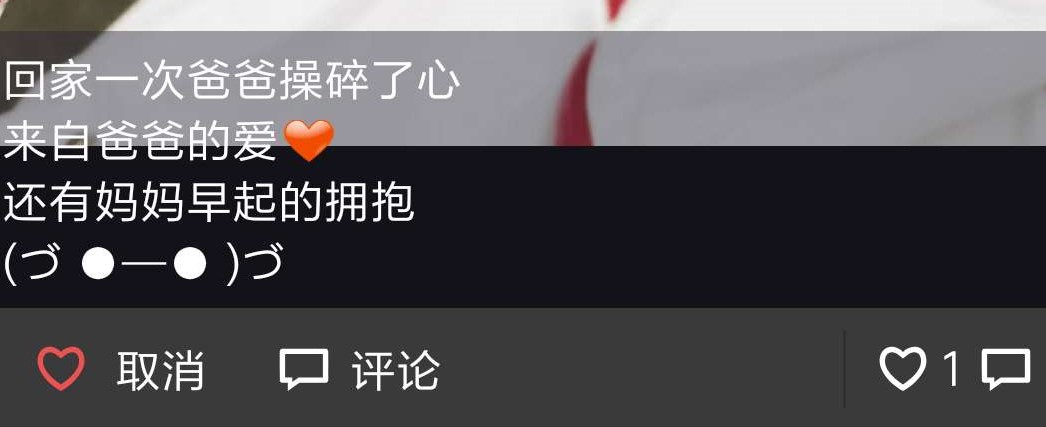 回家一次爸爸操碎了心
来自爸爸的爱❤
还有妈妈早起的拥抱
(づ ●—● )づ
取消 评论 1